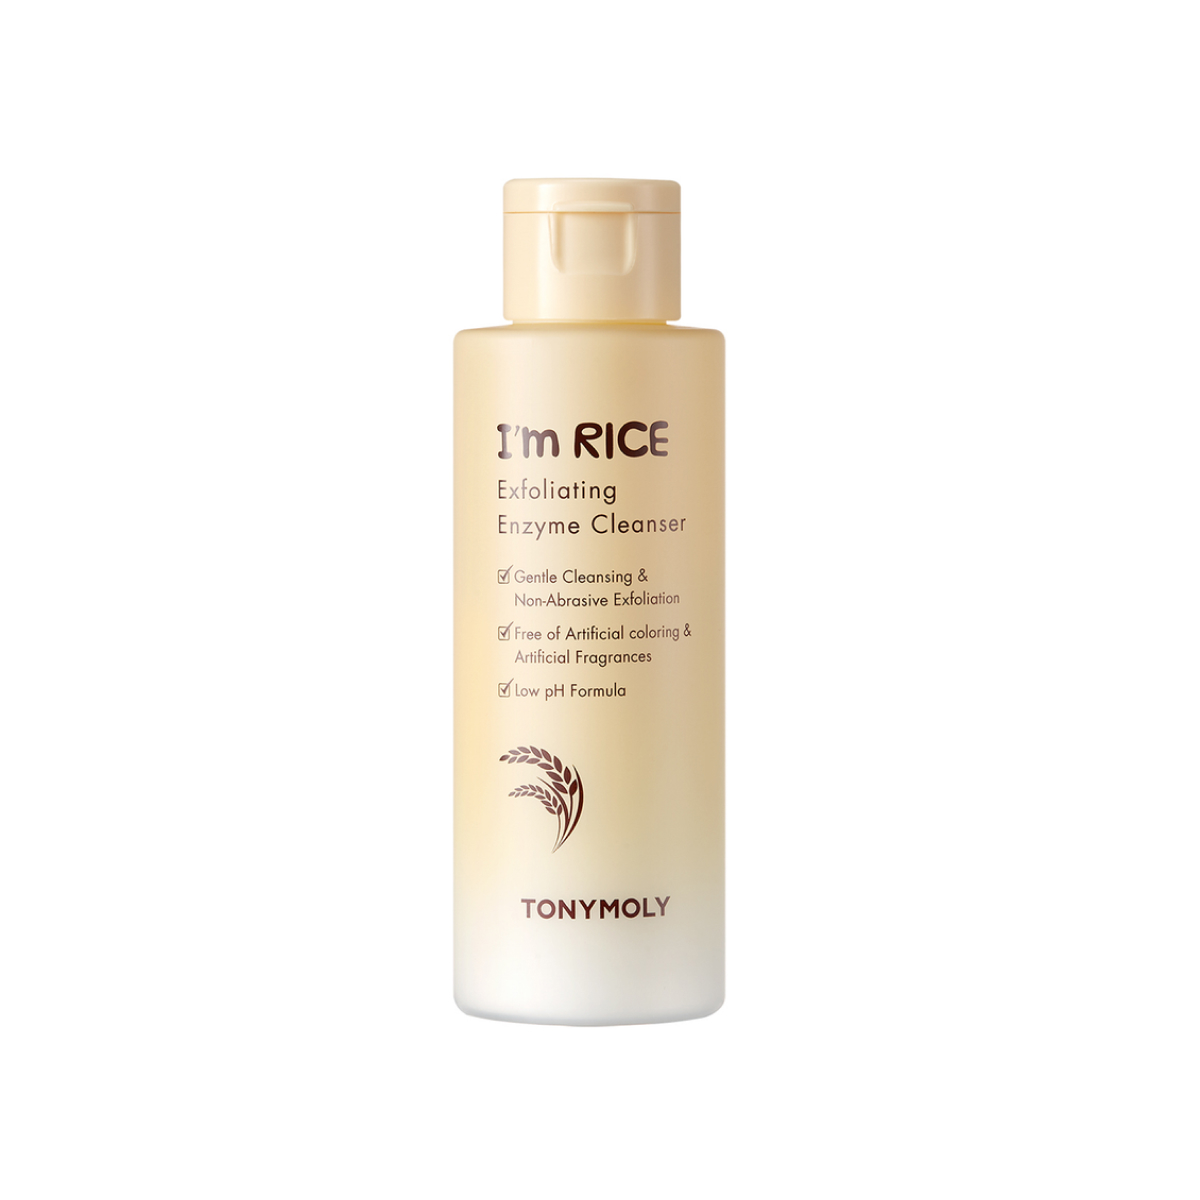 I'm RICE
Exfoliating
Enzyme Cleanser
☑ Gentle Cleansing &
Non-Abrasive Exfoliation
☑ Free of Artificial coloring &
Artificial Fragrances
☑ Low pH Formula
TONYMOLY